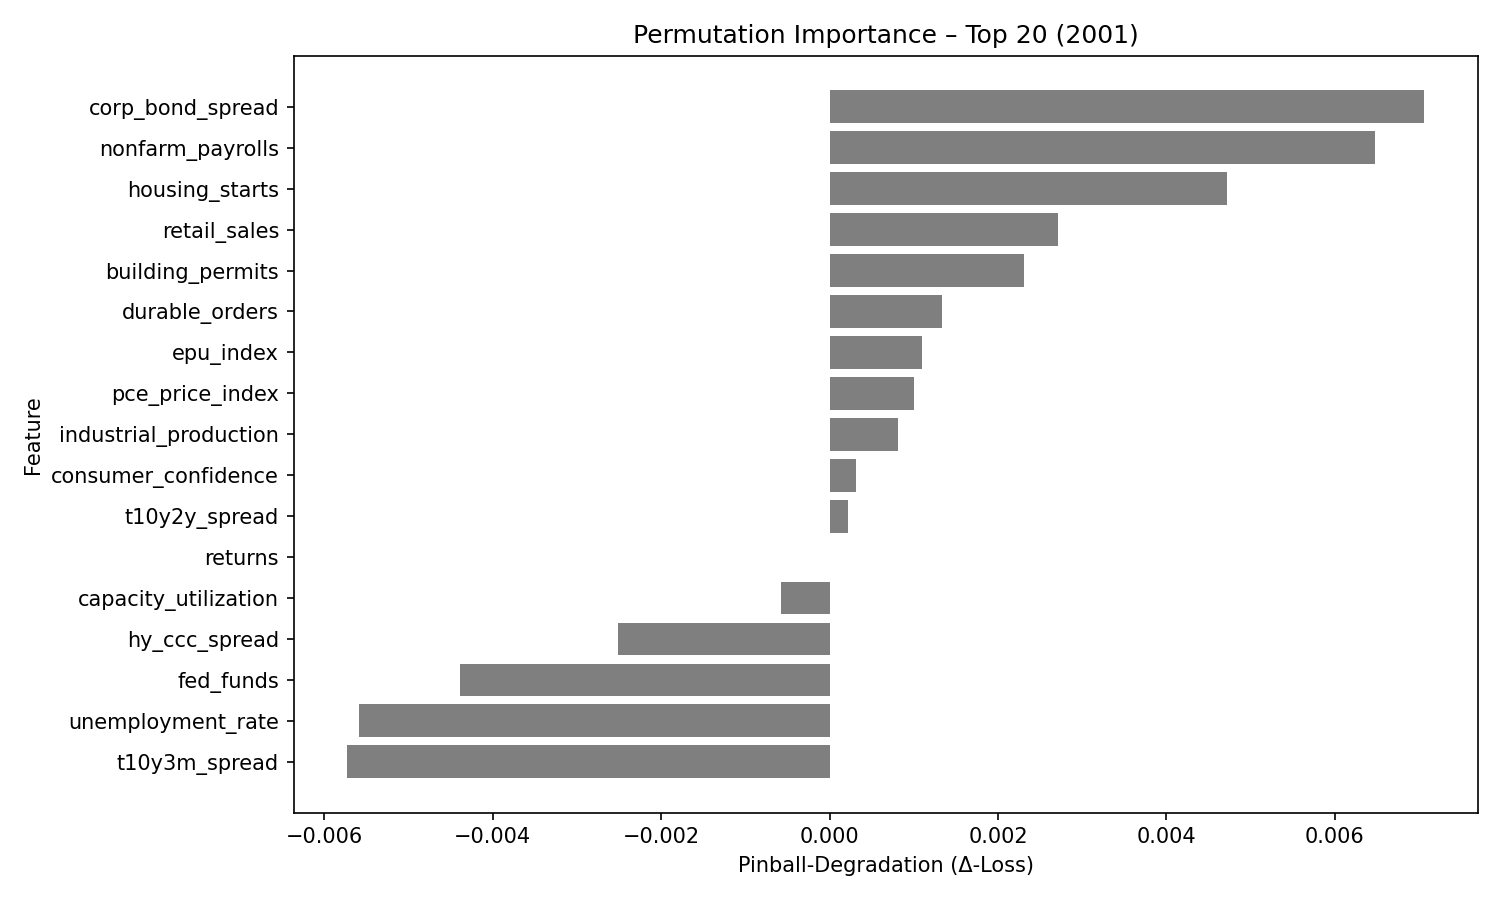 Permutation Importance – Top 20 (2001)
corp_bond_spread
nonfarm_payrolls
housing_starts
retail_sales
building_permits
durable_orders
epu_index
pce_price_index
industrial_production
consumer_confidence
t10y2y_spread
returns
capacity_utilization
hy_ccc_spread
fed_funds
unemployment_rate
t10y3m_spread
Feature
−0.006 −0.004 −0.002 0.000 0.002 0.004 0.006
Pinball-Degradation (Δ-Loss)